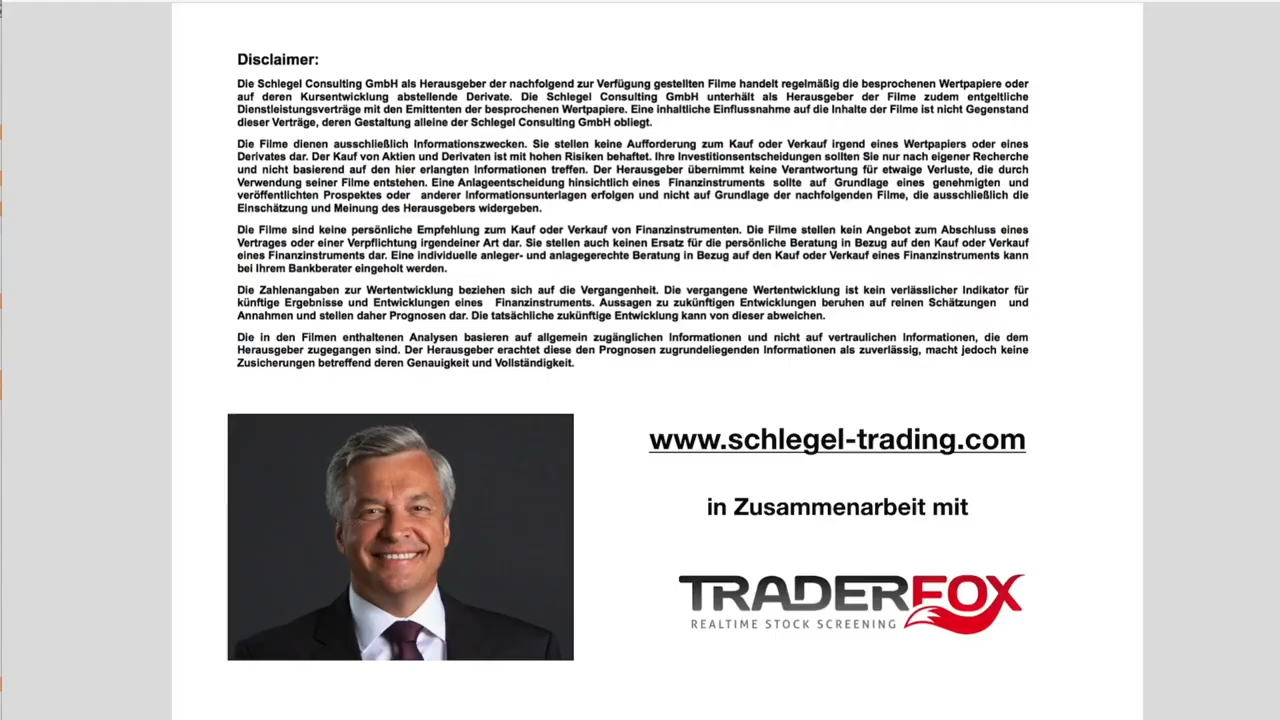 Disclaimer:
Die Schlegel Consulting GmbH als Herausgeber der nachfolgend zur Verfügung gestellten Filme handelt regelmäßig die besprochenen Wertpapiere oder
auf deren Kursentwicklung abstellende Derivate. Die Schlegel Consulting GmbH unterhält als Herausgeber der Filme zudem entgeltliche
Dienstleistungsverträge mit den Emittenten der besprochenen Wertpapiere. Eine inhaltliche Einflussnahme auf die Inhalte der Filme ist nicht Gegenstand
dieser Verträge, deren Gestaltung alleine der Schlegel Consulting GmbH obliegt.
Die Filme dienen ausschließlich Informationszwecken. Sie stellen keine Aufforderung zum Kauf oder Verkauf irgend eines Wertpapiers oder eines
Derivates dar. Der Kauf von Aktien und Derivaten ist mit hohen Risiken behaftet. Ihre Investitionsentscheidungen sollten Sie nur nach eigener Recherche
und nicht basierend auf den hier erlangten Informationen treffen. Der Herausgeber übernimmt keine Verantwortung für etwaige Verluste, die durch
Verwendung seiner Filme entstehen. Eine Anlageentscheidung hinsichtlich eines Finanzinstruments sollte auf Grundlage eines genehmigten und
veröffentlichten Prospektes oder anderer Informationsunterlagen erfolgen und nicht auf Grundlage der nachfolgenden Filme, die ausschließlich die
Einschätzung und Meinung des Herausgebers widergeben.
Die Filme sind keine persönliche Empfehlung zum Kauf oder Verkauf von Finanzinstrumenten. Die Filme stellen kein Angebot zum Abschluss eines
Vertrages oder einer Verpflichtung irgendeiner Art dar. Sie stellen auch keinen Ersatz für die persönliche Beratung in Bezug auf den Kauf oder Verkauf
eines Finanzinstruments dar. Eine individuelle anleger- und anlagegerechte Beratung in Bezug auf den Kauf oder Verkauf eines Finanzinstruments kann
bei Ihrem Bankberater eingeholt werden.
Die Zahlenangaben zur Wertentwicklung beziehen sich auf die Vergangenheit. Die vergangene Wertentwicklung ist kein verlässlicher Indikator für
künftige Ergebnisse und Entwicklungen eines Finanzinstruments. Aussagen zu zukünftigen Entwicklungen beruhen auf reinen Schätzungen und
Annahmen und stellen daher Prognosen dar. Die tatsächliche zukünftige Entwicklung kann von dieser abweichen.
Die in den Filmen enthaltenen Analysen basieren auf allgemein zugänglichen Informationen und nicht auf vertraulichen Informationen, die dem
Herausgeber zugegangen sind. Der Herausgeber erachtet diese den Prognosen zugrundeliegenden Informationen als zuverlässig, macht jedoch keine
Zusicherungen betreffend deren Genauigkeit und Vollständigkeit.
www.schlegel-trading.com
in Zusammenarbeit mit
TRADERFOX
REALTIME STOCK SCREENING